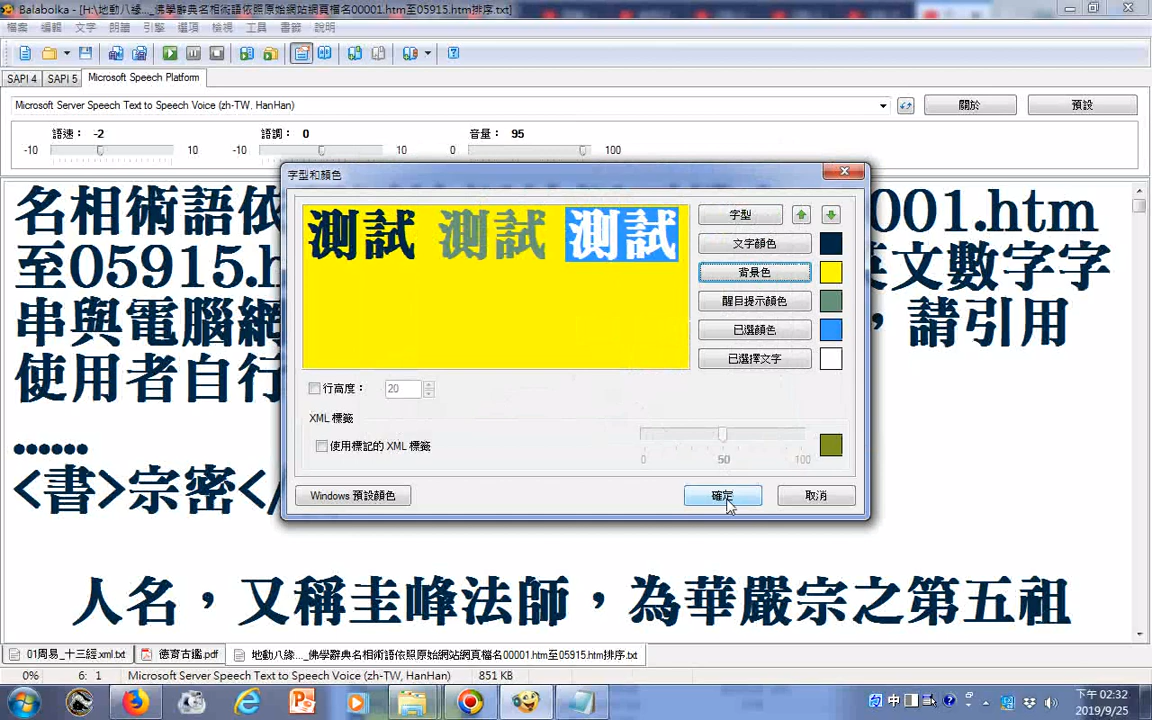 Balabolka - [H:\地動八緣..._佛學辭典名相術語依照原始網站網頁檔名00001.htm至05915.htm排序.txt]
檔案 編輯 文字 朗讀 引擎 選項 檢視 工具 書籤 說明
SAPI 4 SAPI 5 Microsoft Speech Platform
Microsoft Server Speech Text to Speech Voice (zh-TW, HanHan) 關於 預設
語速： -2 語調： 0 音量： 95
-10 10 -10 10 0 100
字型和顏色
名相術語依 001.htm
至05915.h 英文數字字
串與電腦網 ，請引用
使用者自行
......
<書>宗密</
人名，又稱圭峰法師，為華嚴宗之第五祖
測試 測試 測試
字型
文字顏色
背景色
醒目提示顏色
已選顏色
已選擇文字
行高度： 20
XML 標籤
使用標記的 XML 標籤
0 50 100
Windows 預設顏色 確定 取消
01周易_十三經.xml.txt 德育古鑑.pdf 地動八緣..._佛學辭典名相術語依照原始網站網頁檔名00001.htm至05915.htm排序.txt
0% 6: 1 Microsoft Server Speech Text to Speech Voice (zh-TW, HanHan) 851 KB
中 下午 02:32
2019/9/25